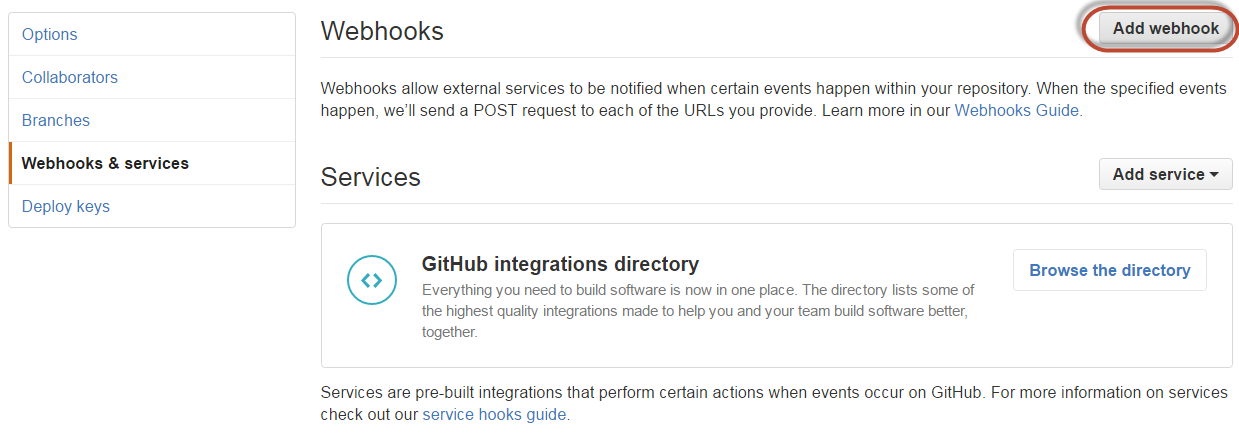 Options
Collaborators
Branches
Webhooks & services
Deploy keys
Webhooks
Add webhook
Webhooks allow external services to be notified when certain events happen within your repository. When the specified events
happen, we’ll send a POST request to each of the URLs you provide. Learn more in our Webhooks Guide.
Services
Add service
GitHub integrations directory
Everything you need to build software is now in one place. The directory lists some of
the highest quality integrations made to help you and your team build software better,
together.
Browse the directory
Services are pre-built integrations that perform certain actions when events occur on GitHub. For more information on services
check out our service hooks guide.